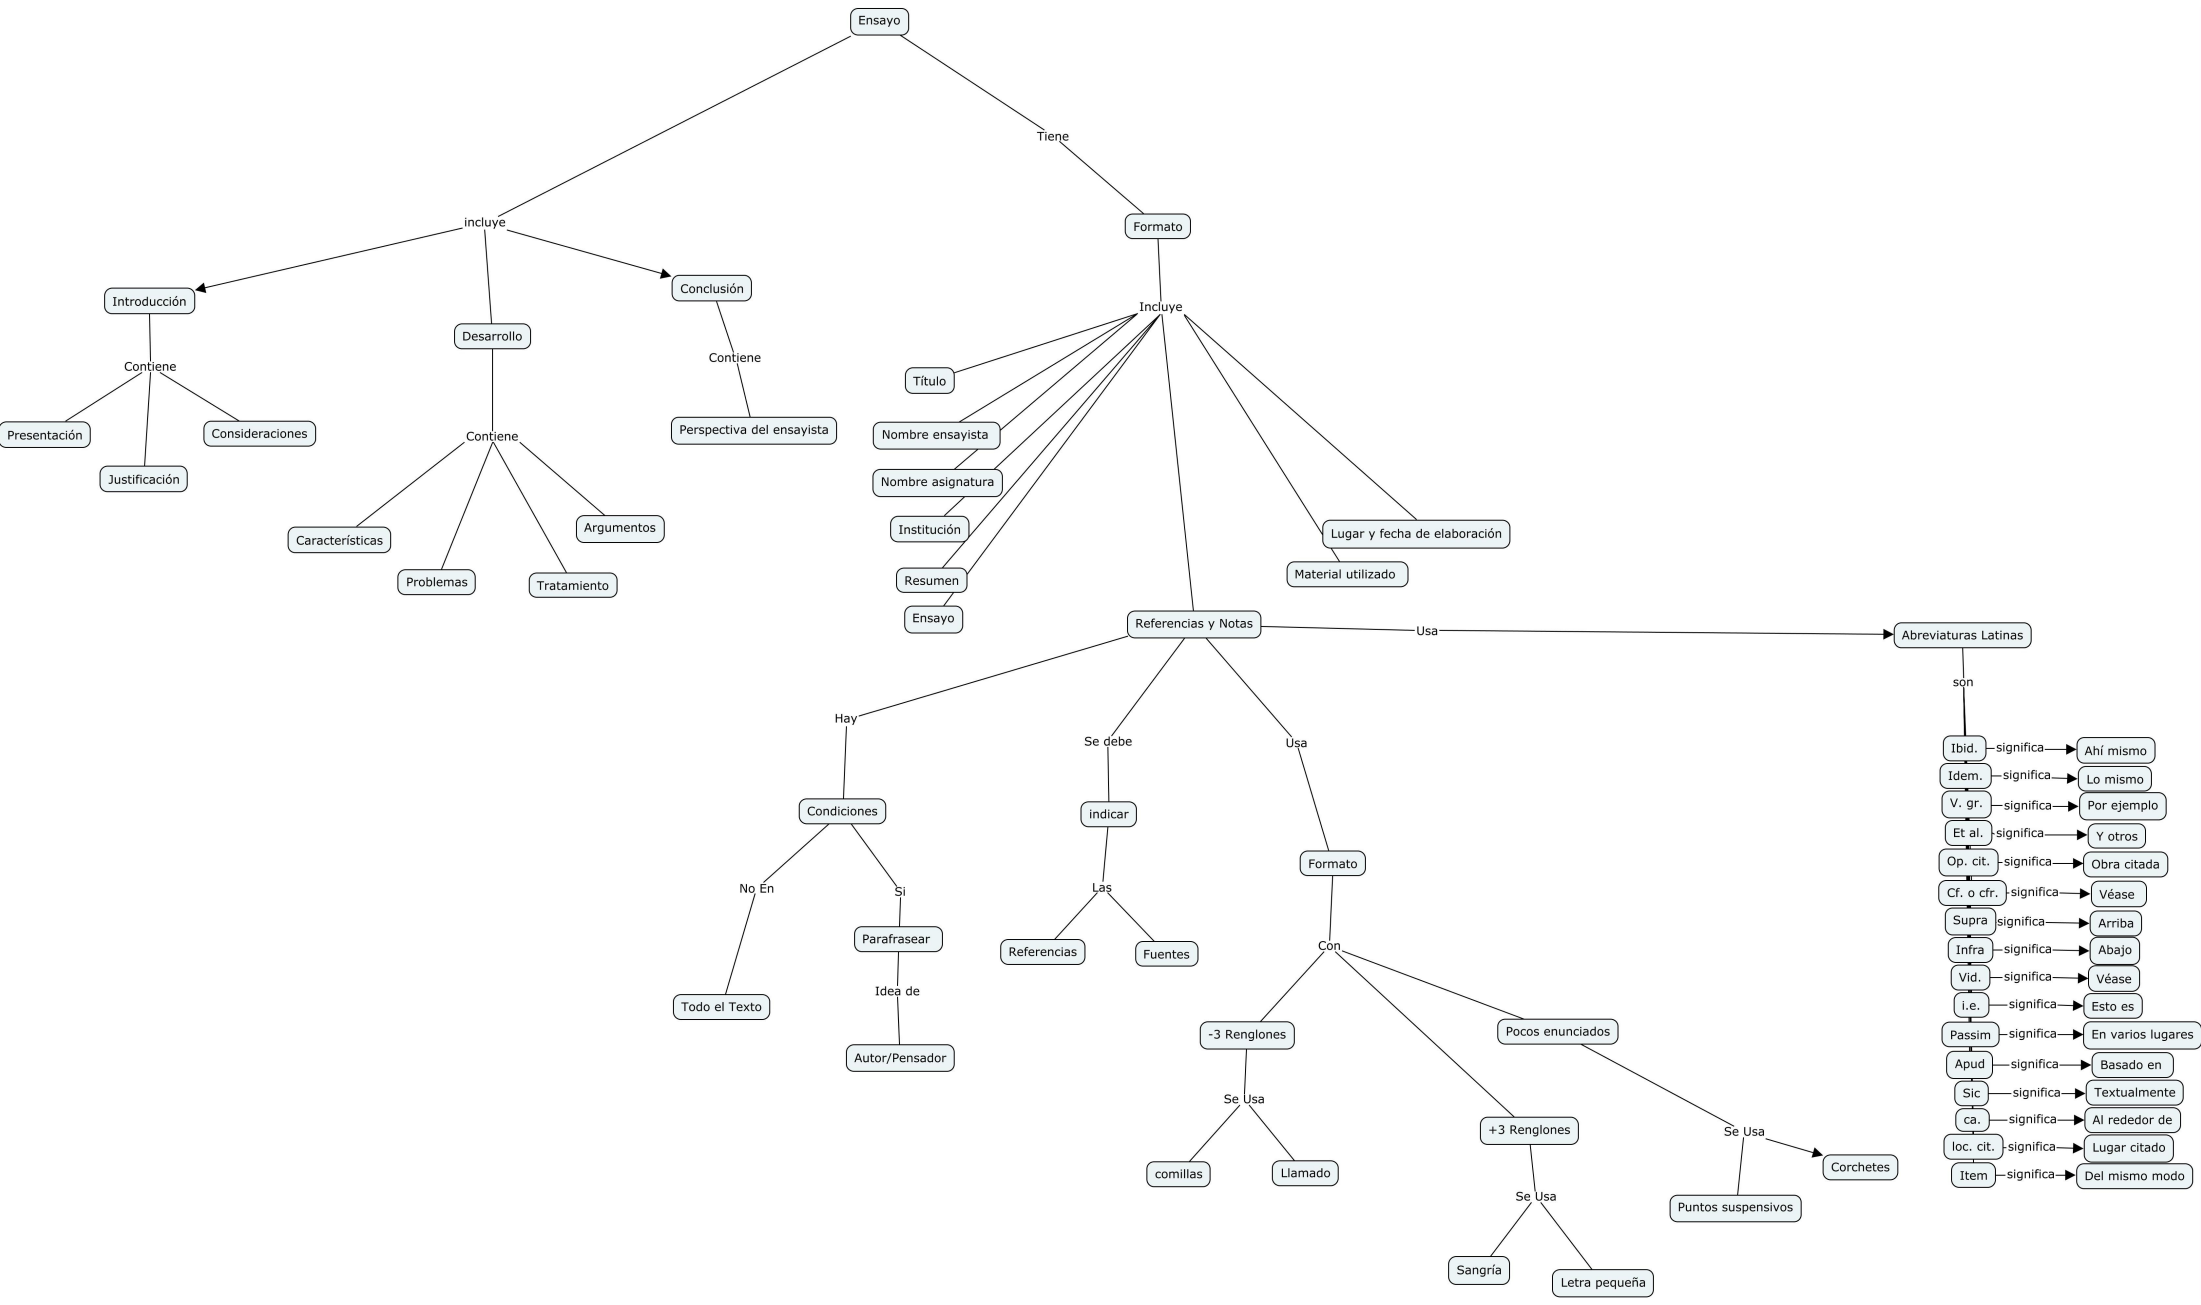 Ensayo
Tiene
incluye
Formato
Introducción
Conclusión
Desarrollo
Incluye
Contiene
Contiene
Contiene
Presentación
Consideraciones
Justificación
Perspectiva del ensayista
Características
Problemas
Tratamiento
Argumentos
Título
Nombre ensayista
Nombre asignatura
Institución
Resumen
Ensayo
Lugar y fecha de elaboración
Material utilizado
Referencias y Notas
Usa
Abreviaturas Latinas
Hay
Se debe
Usa
son
Condiciones
indicar
Formato
No En
Si
Las
Parafrasear
Referencias
Fuentes
Con
Todo el Texto
Idea de
Autor/Pensador
-3 Renglones
Pocos enunciados
Se Usa
comillas
Llamado
+3 Renglones
Se Usa
Sangría
Letra pequeña
Se Usa
Corchetes
Puntos suspensivos
Ibid. significa Ahí mismo
Idem. significa Lo mismo
V. gr. significa Por ejemplo
Et al. significa Y otros
Op. cit. significa Obra citada
Cf. o cfr. significa Véase
Supra significa Arriba
Infra significa Abajo
Vid. significa Véase
i.e. significa Esto es
Passim significa En varios lugares
Apud significa Basado en
Sic significa Textualmente
ca. significa Al rededor de
loc. cit. significa Lugar citado
Item significa Del mismo modo